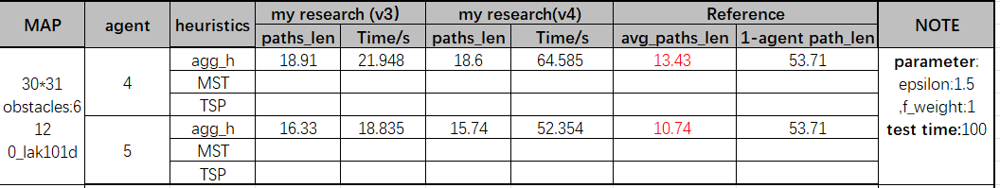 MAP agent heuristics my research (v3) my research(v4) Reference NOTE
paths_len Time/s paths_len Time/s avg_paths_len 1-agent path_len
30*31
obstacles:6
12
0_lak101d
4
agg_h 18.91 21.948 18.6 64.585 13.43 53.71
MST
TSP
5
agg_h 16.33 18.835 15.74 52.354 10.74 53.71
MST
TSP
parameter:
epsilon:1.5
,f_weight:1
test time:100